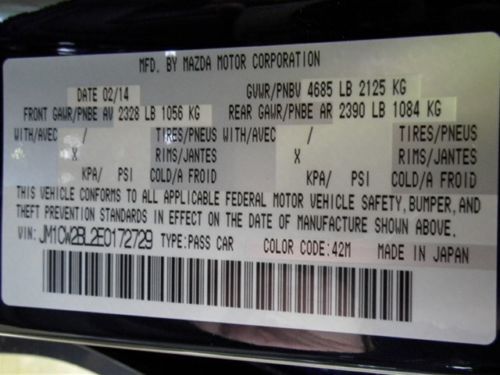 MFD. BY MAZDA MOTOR CORPORATION
DATE 02/14 GVWR/PNBV 4685 LB 2125 KG
FRONT GAWR/PNBE AV 2328 LB 1056 KG REAR GAWR/PNBE AR 2390 LB 1084 KG
WITH/AVEC / TIRES/PNEUS WITH/AVEC / TIRES/PNEUS
X RIMS/JANTES X RIMS/JANTES
KPA/ PSI COLD/A FROID KPA/ PSI COLD/A FROID
THIS VEHICLE CONFORMS TO ALL APPLICABLE FEDERAL MOTOR VEHICLE SAFETY, BUMPER, AND
THEFT PREVENTION STANDARDS IN EFFECT ON THE DATE OF MANUFACTURE SHOWN ABOVE.
VIN: JM1CW2BL2E0172729 TYPE: PASS CAR COLOR CODE: 42M MADE IN JAPAN